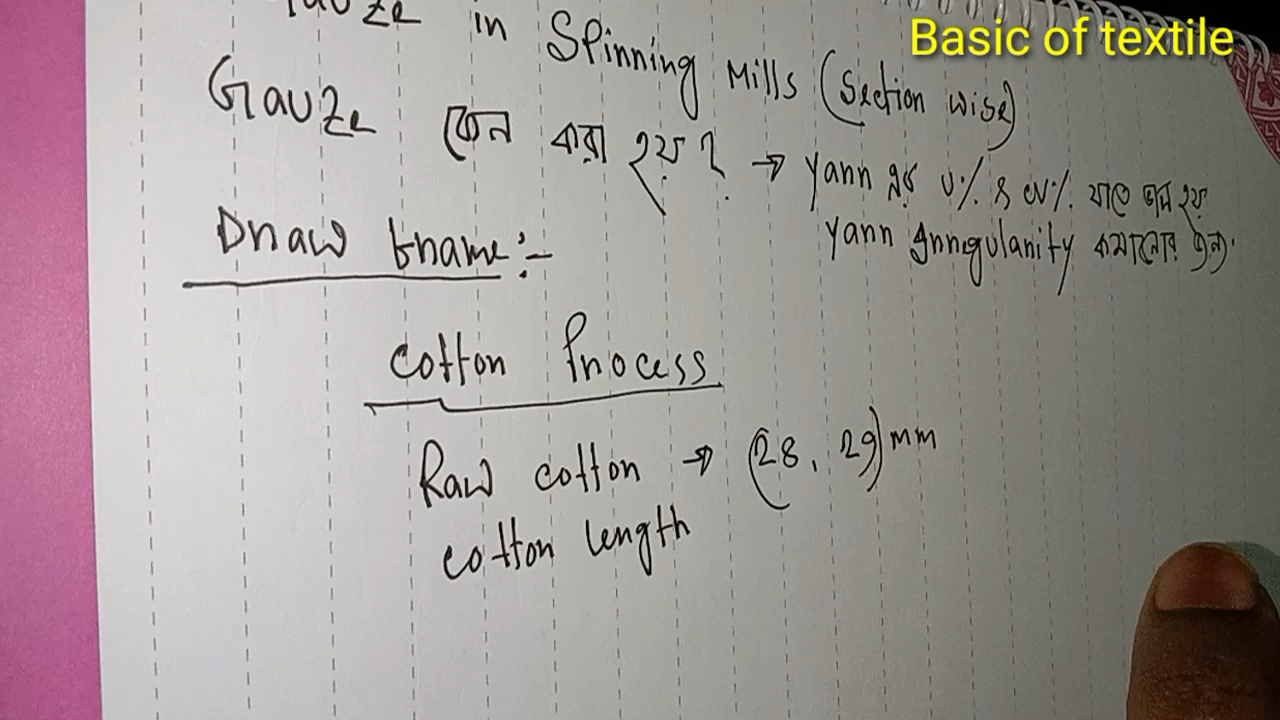 Gauze in Spinning Mills (Section wise)
Basic of textile
Gauze কেন করা হয় ? → Yarn এর U% ও CV% যাতে ভাল হয়
Yarn Irregularity কমানোর জন্য।
Draw frame:-
Cotton Process
Raw cotton → (28, 29) mm
cotton length